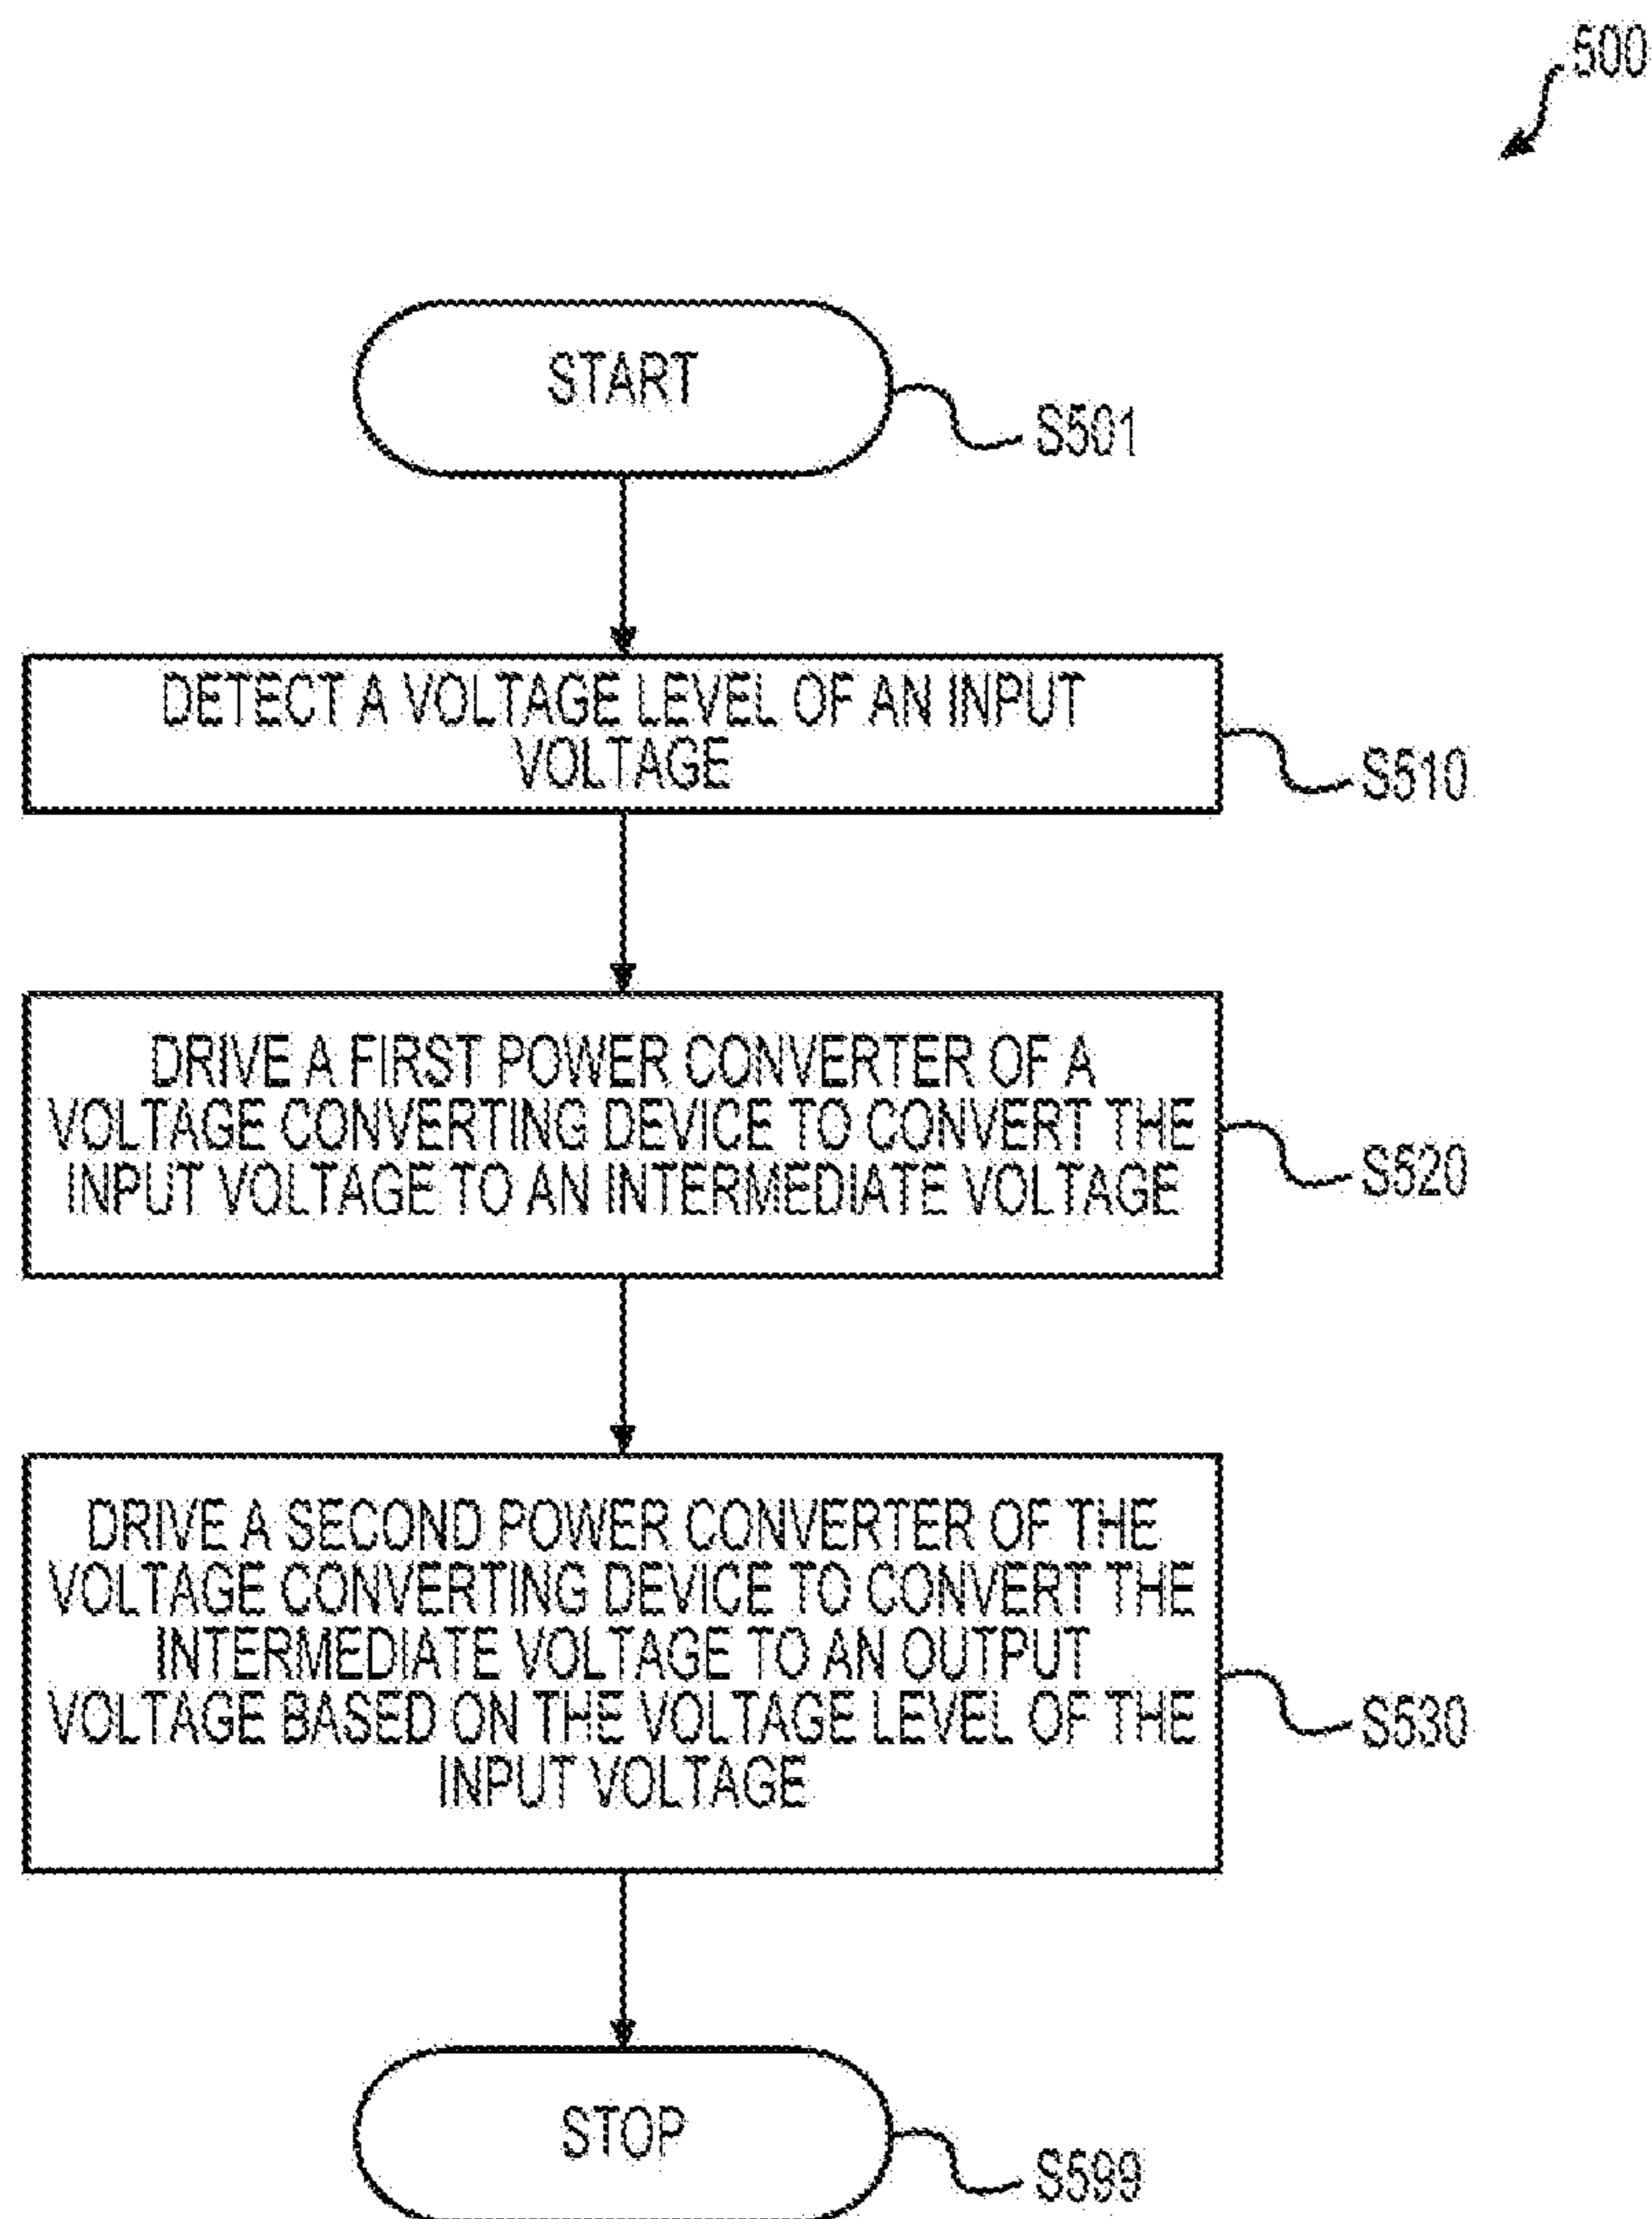 500
START
S501
DETECT A VOLTAGE LEVEL OF AN INPUT
VOLTAGE
S510
DRIVE A FIRST POWER CONVERTER OF A
VOLTAGE CONVERTING DEVICE TO CONVERT THE
INPUT VOLTAGE TO AN INTERMEDIATE VOLTAGE
S520
DRIVE A SECOND POWER CONVERTER OF THE
VOLTAGE CONVERTING DEVICE TO CONVERT THE
INTERMEDIATE VOLTAGE TO AN OUTPUT
VOLTAGE BASED ON THE VOLTAGE LEVEL OF THE
INPUT VOLTAGE
S530
STOP
S599